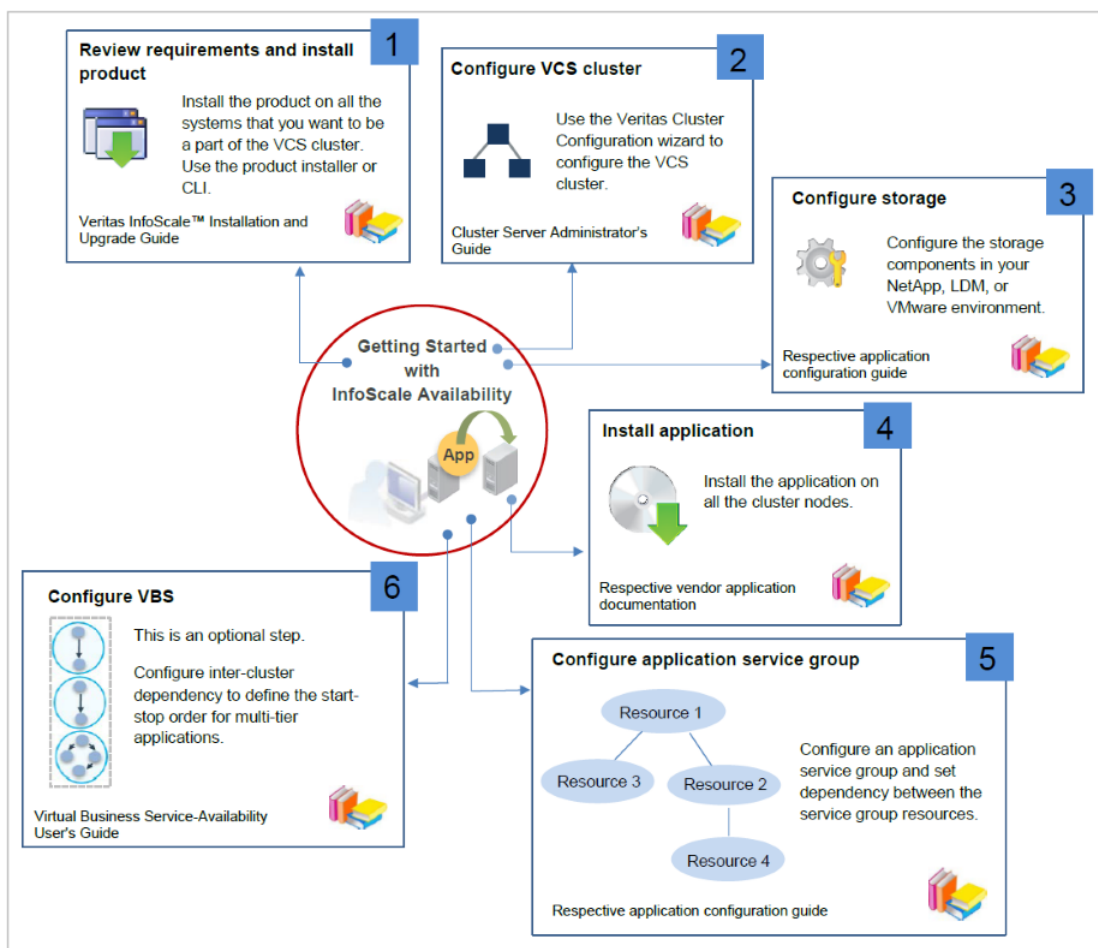 1
Review requirements and install
product
Install the product on all the
systems that you want to be
a part of the VCS cluster.
Use the product installer or
CLI.
Veritas InfoScale™ Installation and
Upgrade Guide
2
Configure VCS cluster
Use the Veritas Cluster
Configuration wizard to
configure the VCS
cluster.
Cluster Server Administrator's
Guide
3
Configure storage
Configure the storage
components in your
NetApp, LDM, or
VMware environment.
Respective application
configuration guide
Getting Started
with
InfoScale Availability
App
4
Install application
Install the application on
all the cluster nodes.
Respective vendor application
documentation
5
Configure application service group
Resource 1
Resource 3
Resource 2
Resource 4
Configure an application
service group and set
dependency between the
service group resources.
Respective application configuration guide
6
Configure VBS
This is an optional step.
Configure inter-cluster
dependency to define the start-
stop order for multi-tier
applications.
Virtual Business Service-Availability
User's Guide